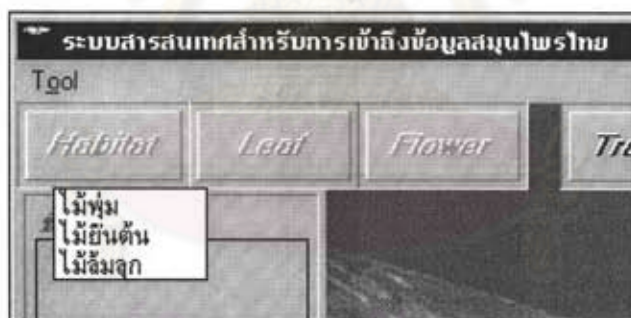 ระบบสารสนเทศสำหรับการเข้าถึงข้อมูลสมุนไพรไทย
Tool
Habitat Leaf Flower
ไม้พุ่ม
ไม้ยืนต้น
ไม้ล้มลุก